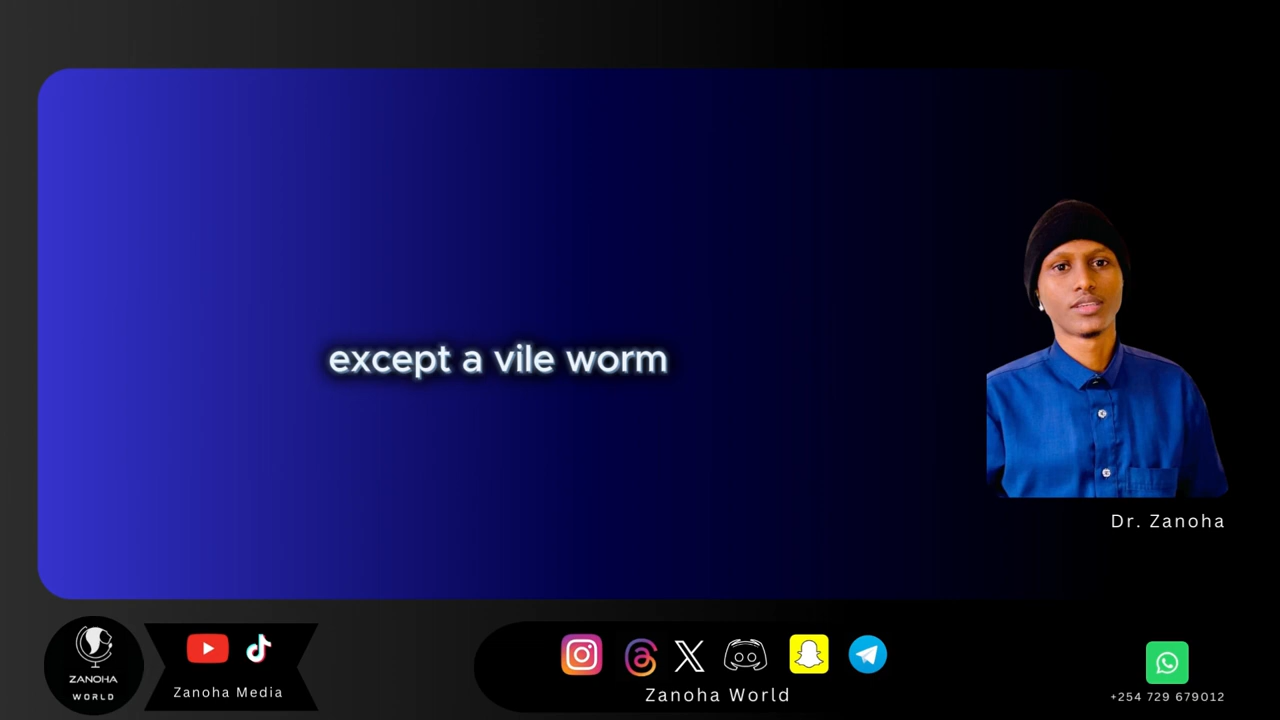 except a vile worm
Dr. Zanoha
ZANOHA
WORLD
Zanoha Media
Zanoha World
+254 729 679012